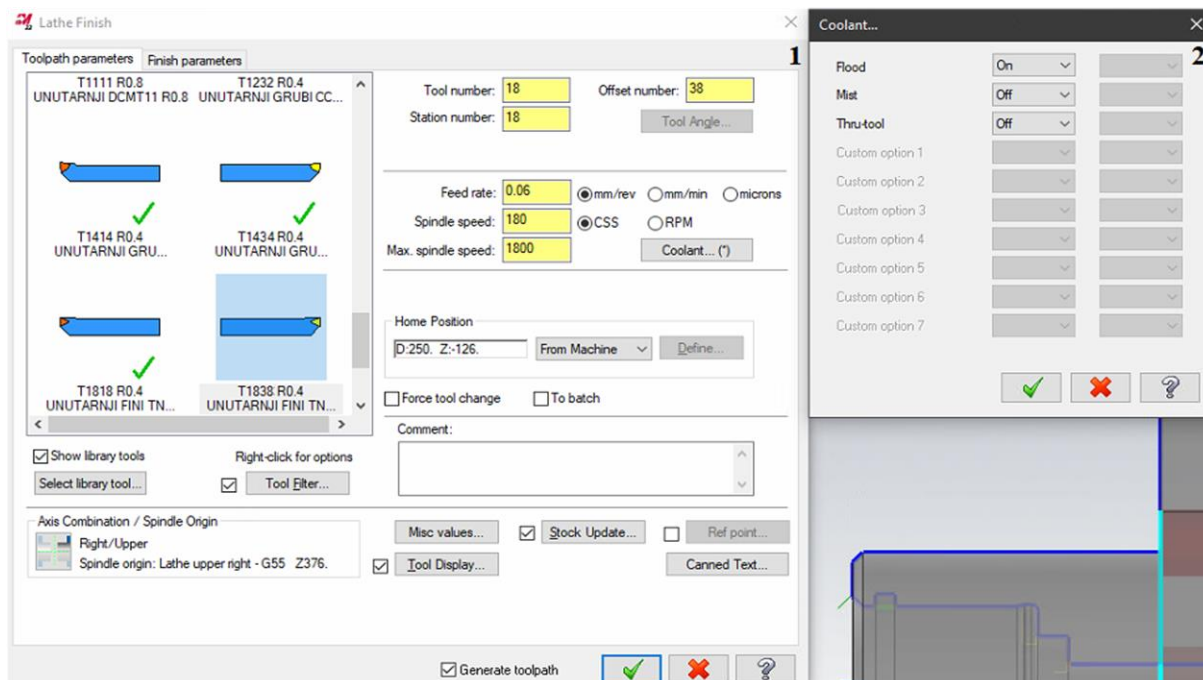 Lathe Finish
1
Toolpath parameters
Finish parameters
T1111 R0.8
UNUTARNJI DCMT11 R0.8
T1232 R0.4
UNUTARNJI GRUBI CC...
T1414 R0.4
UNUTARNJI GRU...
T1434 R0.4
UNUTARNJI GRU...
T1818 R0.4
UNUTARNJI FINI TN...
T1838 R0.4
UNUTARNJI FINI TN...
Show library tools
Right-click for options
Select library tool...
Tool Filter...
Axis Combination / Spindle Origin
Right/Upper
Spindle origin: Lathe upper right - G55 Z376.
Tool number: 18
Offset number: 38
Station number: 18
Tool Angle...
Feed rate: 0.06
mm/rev
mm/min
microns
Spindle speed: 180
CSS
RPM
Max. spindle speed: 1800
Coolant... (*)
Home Position
D:250. Z:-126.
From Machine
Define...
Force tool change
To batch
Comment:
Misc values...
Stock Update...
Ref point...
Tool Display...
Canned Text...
Generate toolpath
Coolant...
2
Flood On
Mist Off
Thru-tool Off
Custom option 1
Custom option 2
Custom option 3
Custom option 4
Custom option 5
Custom option 6
Custom option 7